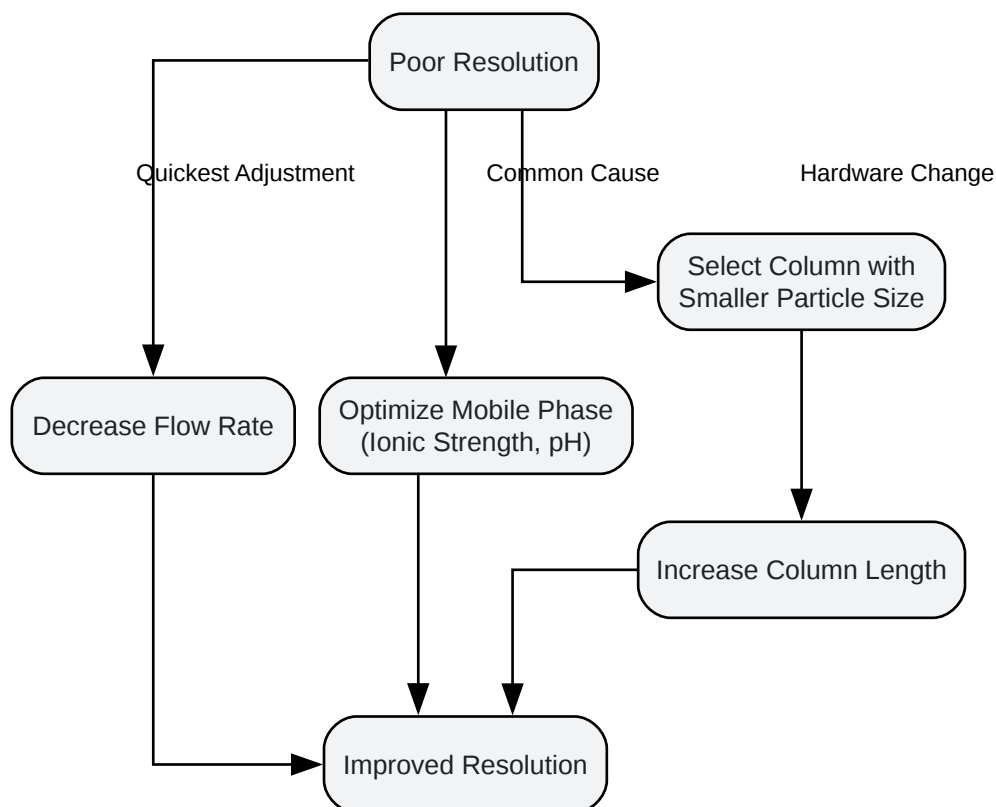 Poor Resolution
Quickest Adjustment
Common Cause
Hardware Change
Select Column with
Smaller Particle Size
Decrease Flow Rate
Optimize Mobile Phase
(Ionic Strength, pH)
Increase Column Length
Improved Resolution